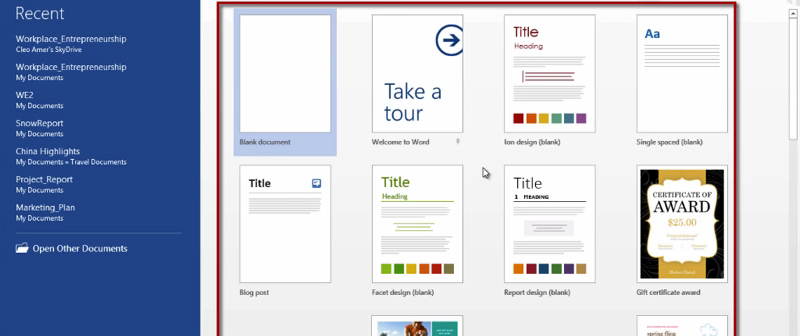 Recent
Workplace_Entrepreneurship
Cleo Amer's SkyDrive
Workplace_Entrepreneurship
My Documents
WE2
My Documents
SnowReport
My Documents
China Highlights
My Documents » Travel Documents
Project_Report
My Documents
Marketing_Plan
My Documents
Open Other Documents
Blank document
Take a
tour
Welcome to Word
Title
Heading
Ion design (blank)
Aa
Single spaced (blank)
Title
Blog post
Title
Heading
Facet design (blank)
Title
1 HEADING
Report design (blank)
CERTIFICATE OF
AWARD
$25.00
Gift certificate award
spring fling